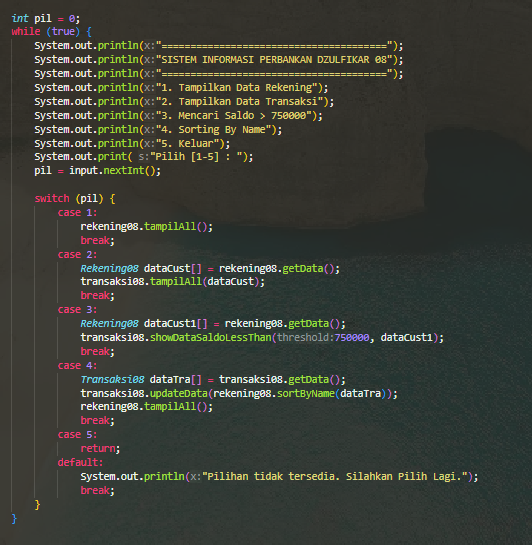 int pil = 0;
while (true) {
    System.out.println(x:"======================================");
    System.out.println(x:"SISTEM INFORMASI PERBANKAN DZULFIKAR 08");
    System.out.println(x:"======================================");
    System.out.println(x:"1. Tampilkan Data Rekening");
    System.out.println(x:"2. Tampilkan Data Transaksi");
    System.out.println(x:"3. Mencari Saldo > 750000");
    System.out.println(x:"4. Sorting By Name");
    System.out.println(x:"5. Keluar");
    System.out.print( s:"Pilih [1-5] : ");
    pil = input.nextInt();

    switch (pil) {
        case 1:
            rekening08.tampilAll();
            break;
        case 2:
            Rekening08 dataCust[] = rekening08.getData();
            transaksi08.tampilAll(dataCust);
            break;
        case 3:
            Rekening08 dataCust1[] = rekening08.getData();
            transaksi08.showDataSaldoLessThan(threshold:750000, dataCust1);
            break;
        case 4:
            Transaksi08 dataTra[] = transaksi08.getData();
            transaksi08.updateData(rekening08.sortByName(dataTra));
            rekening08.tampilAll();
            break;
        case 5:
            return;
        default:
            System.out.println(x:"Pilihan tidak tersedia. Silahkan Pilih Lagi.");
            break;
    }
}